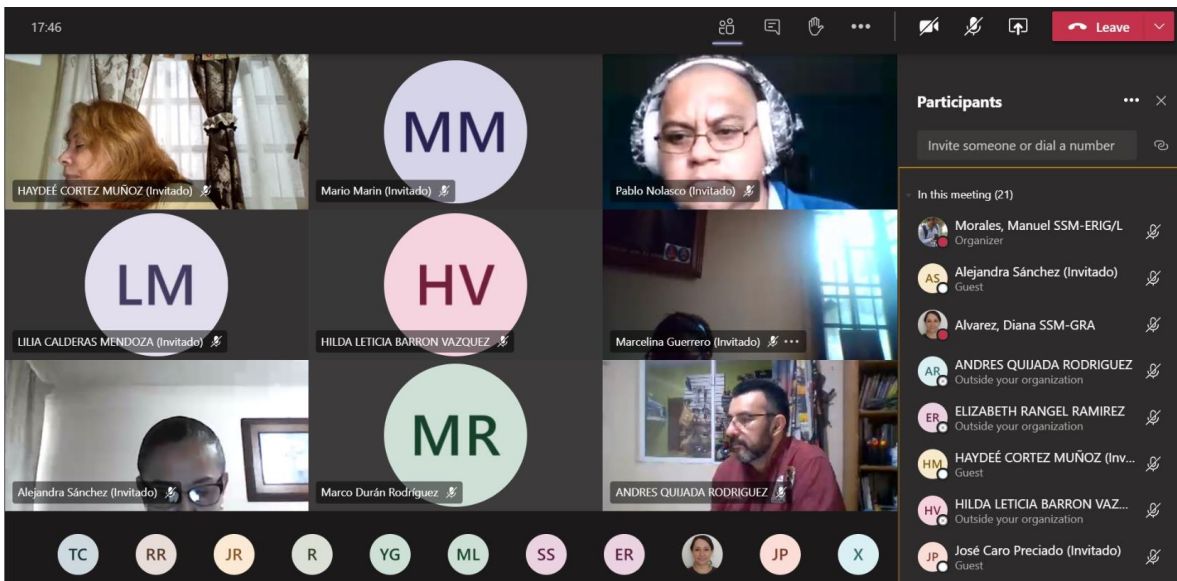 17:46
Leave
HAYDEÉ CORTEZ MUÑOZ (Invitado)
MM
Mario Marin (Invitado)
Pablo Nolasco (Invitado)
LM
LILIA CALDERAS MENDOZA (Invitado)
HV
HILDA LETICIA BARRON VAZQUEZ
Marcelina Guerrero (Invitado)
Alejandra Sánchez (Invitado)
MR
Marco Durán Rodríguez
ANDRES QUIJADA RODRIGUEZ
TC RR JR R YG ML SS ER JP X
Participants
Invite someone or dial a number
In this meeting (21)
Morales, Manuel SSM-ERIG/L
Organizer
AS
Alejandra Sánchez (Invitado)
Guest
Alvarez, Diana SSM-GRA
AR
ANDRES QUIJADA RODRIGUEZ
Outside your organization
ER
ELIZABETH RANGEL RAMIREZ
Outside your organization
HM
HAYDEÉ CORTEZ MUÑOZ (Inv...
Guest
HV
HILDA LETICIA BARRON VAZ...
Outside your organization
JP
José Caro Preciado (Invitado)
Guest